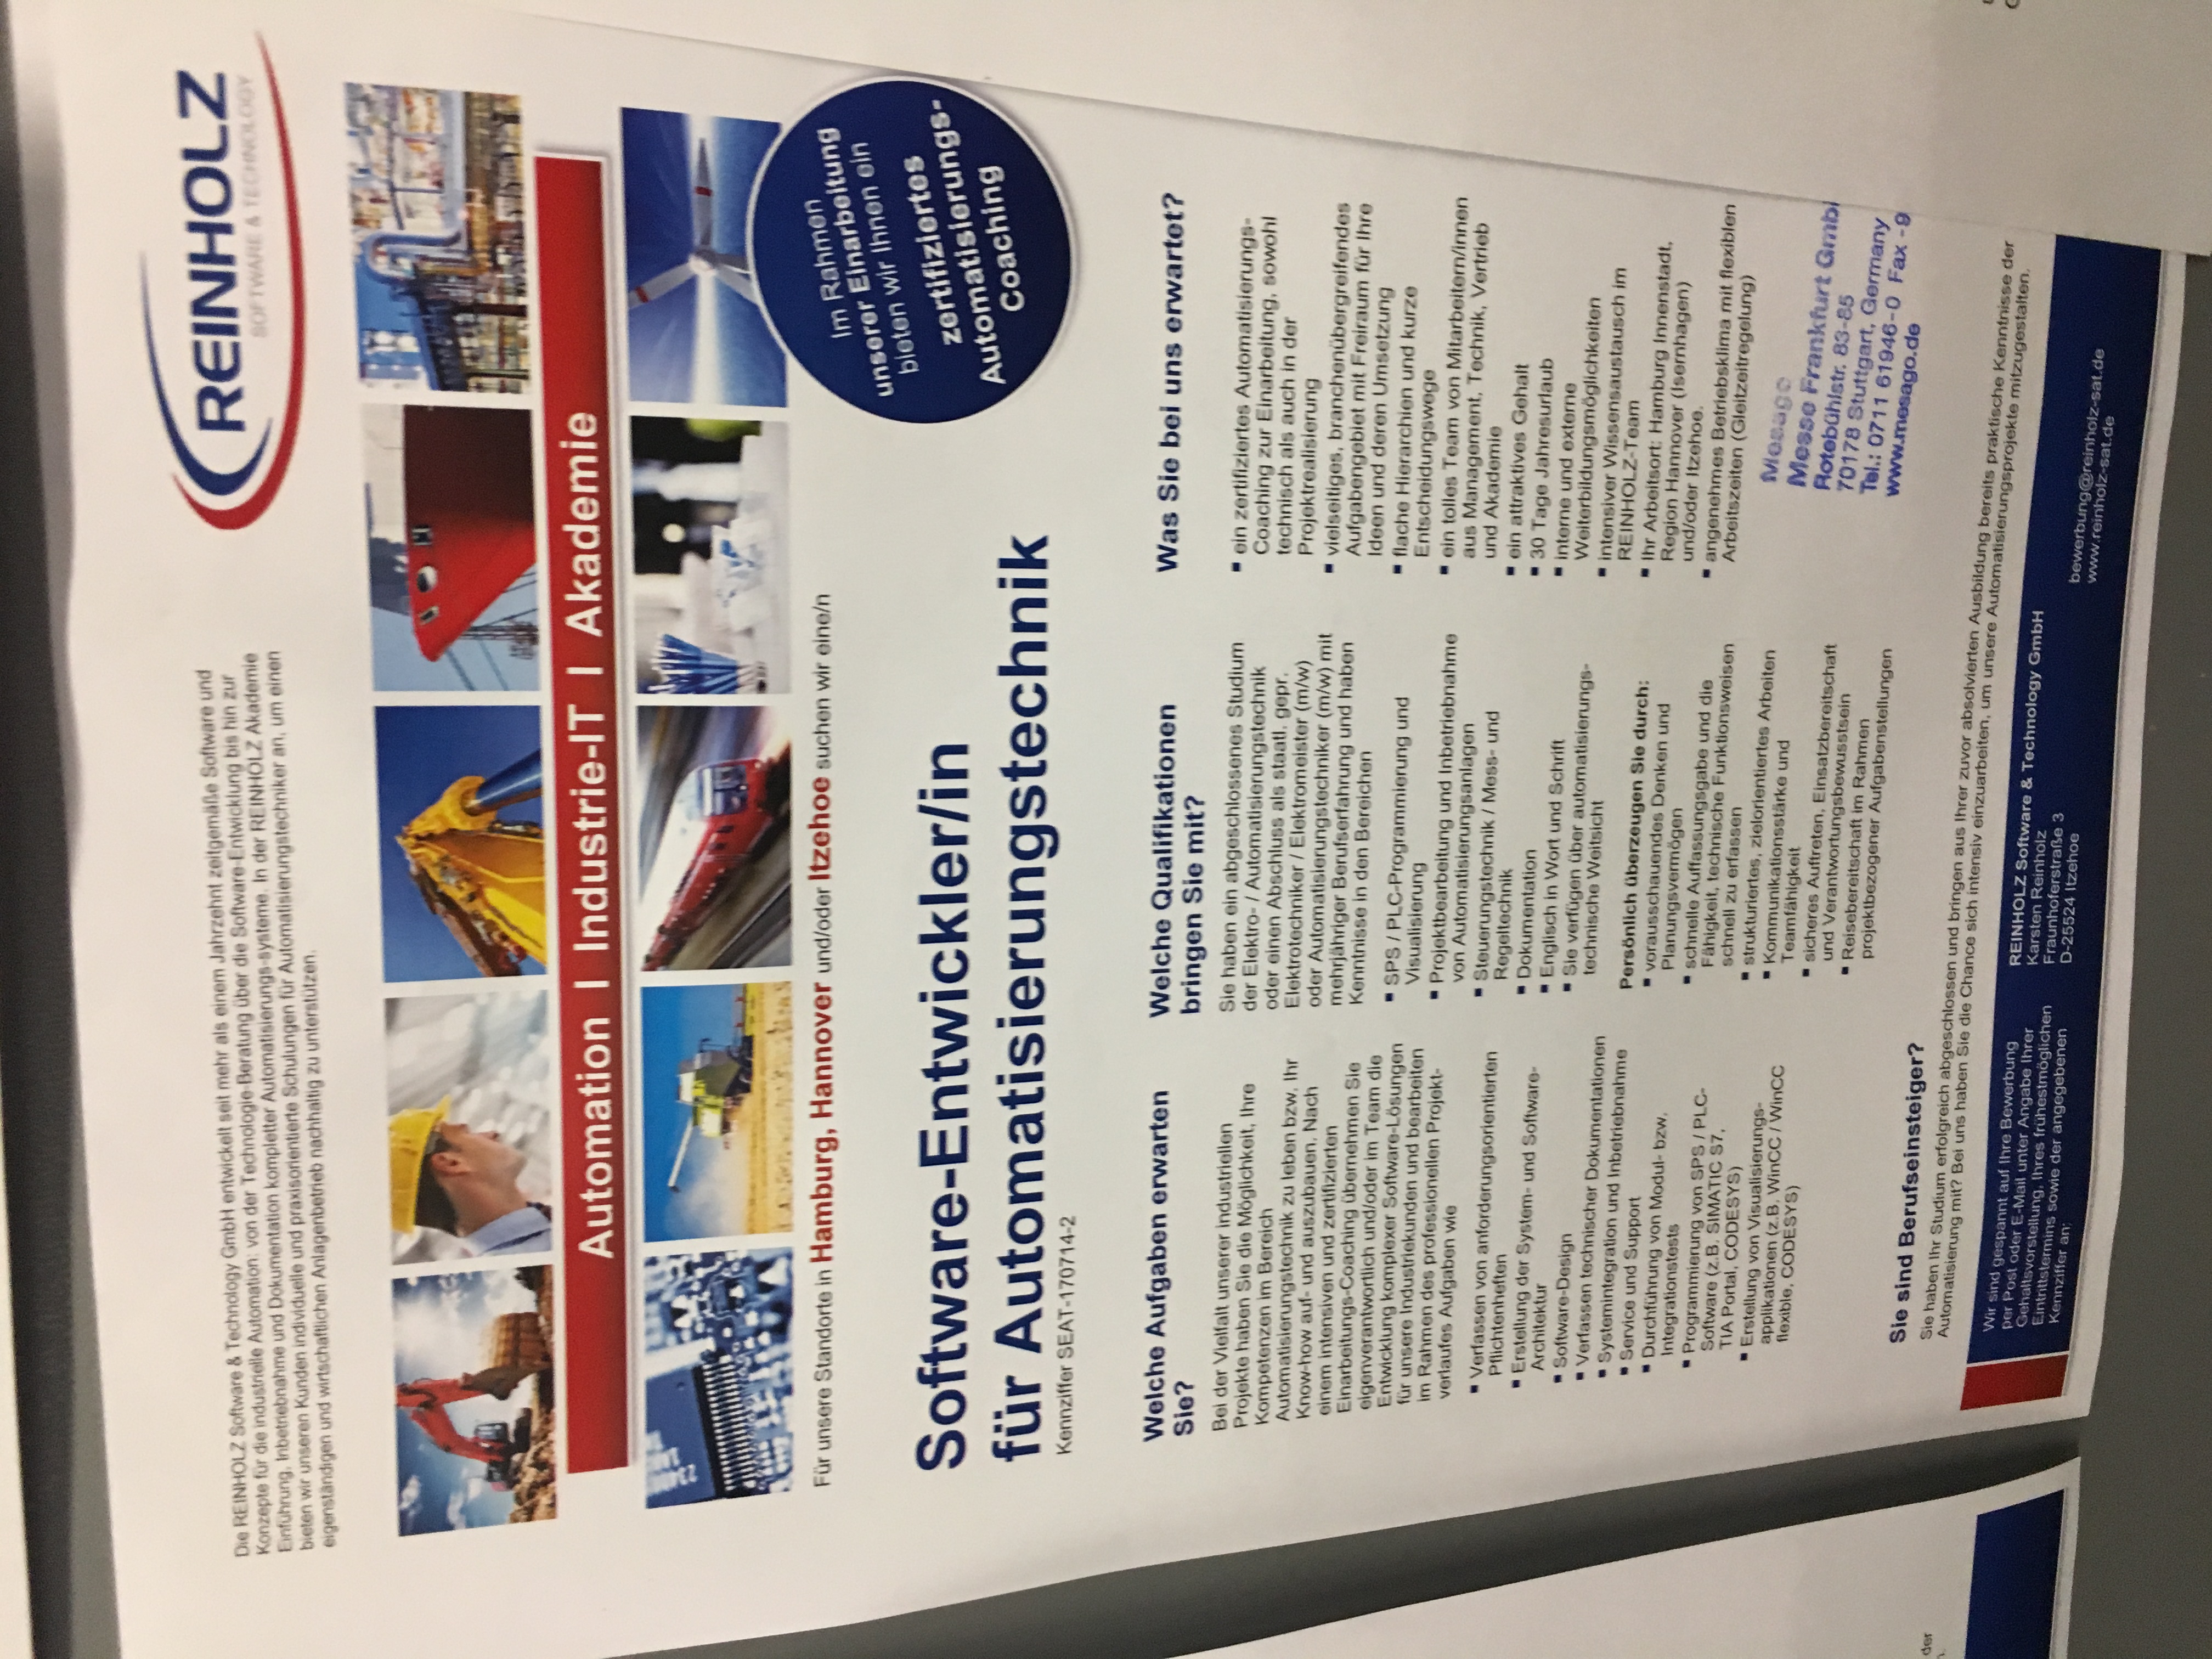 REINHOLZ
SOFTWARE & TECHNOLOGY
Die REINHOLZ Software & Technology GmbH entwickelt seit mehr als einem Jahrzehnt zeitgemäße Software und
Konzepte für die industrielle Automation: von der Technologie-Beratung über die Software-Entwicklung bis hin zur
Einführung, Inbetriebnahme und Dokumentation kompletter Automatisierungs-systeme. In der REINHOLZ Akademie
bieten wir unseren Kunden individuelle und praxisorientierte Schulungen für Automatisierungstechniker an, um einen
eigenständigen und wirtschaftlichen Anlagenbetrieb nachhaltig zu unterstützen.
Automation I Industrie-IT I Akademie
Für unsere Standorte in Hamburg, Hannover und/oder Itzehoe suchen wir eine/n
Im Rahmen
unserer Einarbeitung
bieten wir Ihnen ein
zertifiziertes
Automatisierungs-
Coaching
Software-Entwickler/in
für Automatisierungstechnik
Kennziffer SEAT-170714-2
Welche Aufgaben erwarten
Sie?
Bei der Vielfalt unserer industriellen
Projekte haben Sie die Möglichkeit, Ihre
Kompetenzen im Bereich
Automatisierungstechnik zu leben bzw. Ihr
Know-how auf- und auszubauen. Nach
einem intensiven und zertifizierten
Einarbeitungs-Coaching übernehmen Sie
eigenverantwortlich und/oder im Team die
Entwicklung komplexer Software-Lösungen
für unsere Industriekunden und bearbeiten
im Rahmen des professionellen Projekt-
verlaufes Aufgaben wie
▪ Verfassen von anforderungsorientierten
Pflichtenheften
▪ Erstellung der System- und Software-
Architektur
▪ Software-Design
▪ Verfassen technischer Dokumentationen
▪ Systemintegration und Inbetriebnahme
▪ Service und Support
▪ Durchführung von Modul- bzw.
Integrationstests
▪ Programmierung von SPS / PLC-
Software (z.B. SIMATIC S7,
TIA Portal, CODESYS)
▪ Erstellung von Visualisierungs-
applikationen (z.B. WinCC / WinCC
flexible, CODESYS)
Welche Qualifikationen
bringen Sie mit?
Sie haben ein abgeschlossenes Studium
der Elektro- / Automatisierungstechnik
oder einen Abschluss als staatl. gepr.
Elektrotechniker / Elektromeister (m/w)
oder Automatisierungstechniker (m/w) mit
mehrjähriger Berufserfahrung und haben
Kenntnisse in den Bereichen
▪ SPS / PLC-Programmierung und
Visualisierung
▪ Projektbearbeitung und Inbetriebnahme
von Automatisierungsanlagen
▪ Steuerungstechnik / Mess- und
Regeltechnik
▪ Dokumentation
▪ Englisch in Wort und Schrift
▪ Sie verfügen über automatisierungs-
technische Weitsicht
Persönlich überzeugen Sie durch:
▪ vorausschauendes Denken und
Planungsvermögen
▪ schnelle Auffassungsgabe und die
Fähigkeit, technische Funktionsweisen
schnell zu erfassen
▪ strukturiertes, zielorientiertes Arbeiten
▪ Kommunikationsstärke und
Teamfähigkeit
▪ sicheres Auftreten, Einsatzbereitschaft
und Verantwortungsbewusstsein
▪ Reisebereitschaft im Rahmen
projektbezogener Aufgabenstellungen
Was Sie bei uns erwartet?
▪ ein zertifiziertes Automatisierungs-
Coaching zur Einarbeitung, sowohl
technisch als auch in der
Projektrealisierung
▪ vielseitiges, branchenübergreifendes
Aufgabengebiet mit Freiraum für Ihre
Ideen und deren Umsetzung
▪ flache Hierarchien und kurze
Entscheidungswege
▪ ein tolles Team von Mitarbeitern/innen
aus Management, Technik, Vertrieb
und Akademie
▪ ein attraktives Gehalt
▪ 30 Tage Jahresurlaub
▪ interne und externe
Weiterbildungsmöglichkeiten
▪ intensiver Wissensaustausch im
REINHOLZ-Team
▪ Ihr Arbeitsort: Hamburg Innenstadt,
Region Hannover (Isernhagen)
und/oder Itzehoe.
▪ angenehmes Betriebsklima mit flexiblen
Arbeitszeiten (Gleitzeitregelung)
Mesago
Messe Frankfurt Gmb
Rotebühlstr. 83-85
70178 Stuttgart, Germany
Tel.: 0711 61946-0 Fax -9
www.mesago.de
Sie sind Berufseinsteiger?
Sie haben Ihr Studium erfolgreich abgeschlossen und bringen aus Ihrer zuvor absolvierten Ausbildung bereits praktische Kenntnisse der
Automatisierung mit? Bei uns haben Sie die Chance sich intensiv einzuarbeiten, um unsere Automatisierungsprojekte mitzugestalten.
Wir sind gespannt auf Ihre Bewerbung
per Post oder E-Mail unter Angabe Ihrer
Gehaltsvorstellung, Ihres frühestmöglichen
Eintrittstermins sowie der angegebenen
Kennziffer an:
REINHOLZ Software & Technology GmbH
Karsten Reinholz
Fraunhoferstraße 3
D-25524 Itzehoe
bewerbung@reinholz-sat.de
www.reinholz-sat.de
der